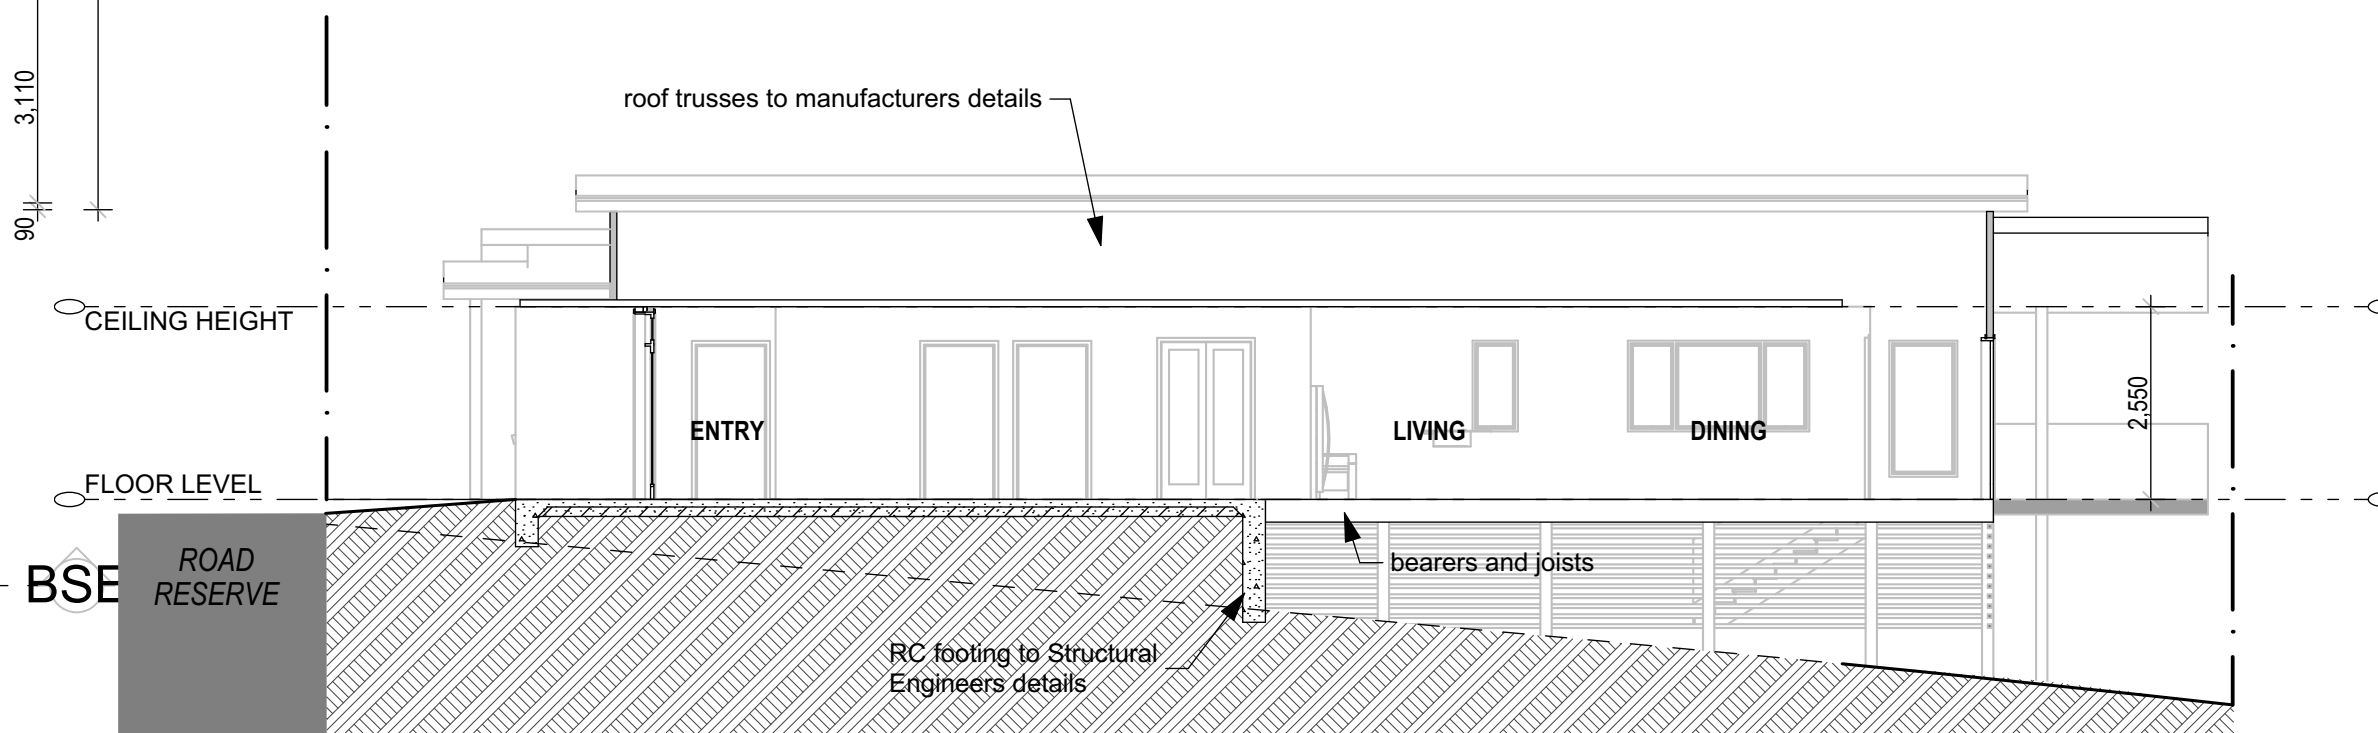 3,110
90
roof trusses to manufacturers details
CEILING HEIGHT
FLOOR LEVEL
ENTRY
LIVING
DINING
2,550
BSE
ROAD
RESERVE
bearers and joists
RC footing to Structural
Engineers details